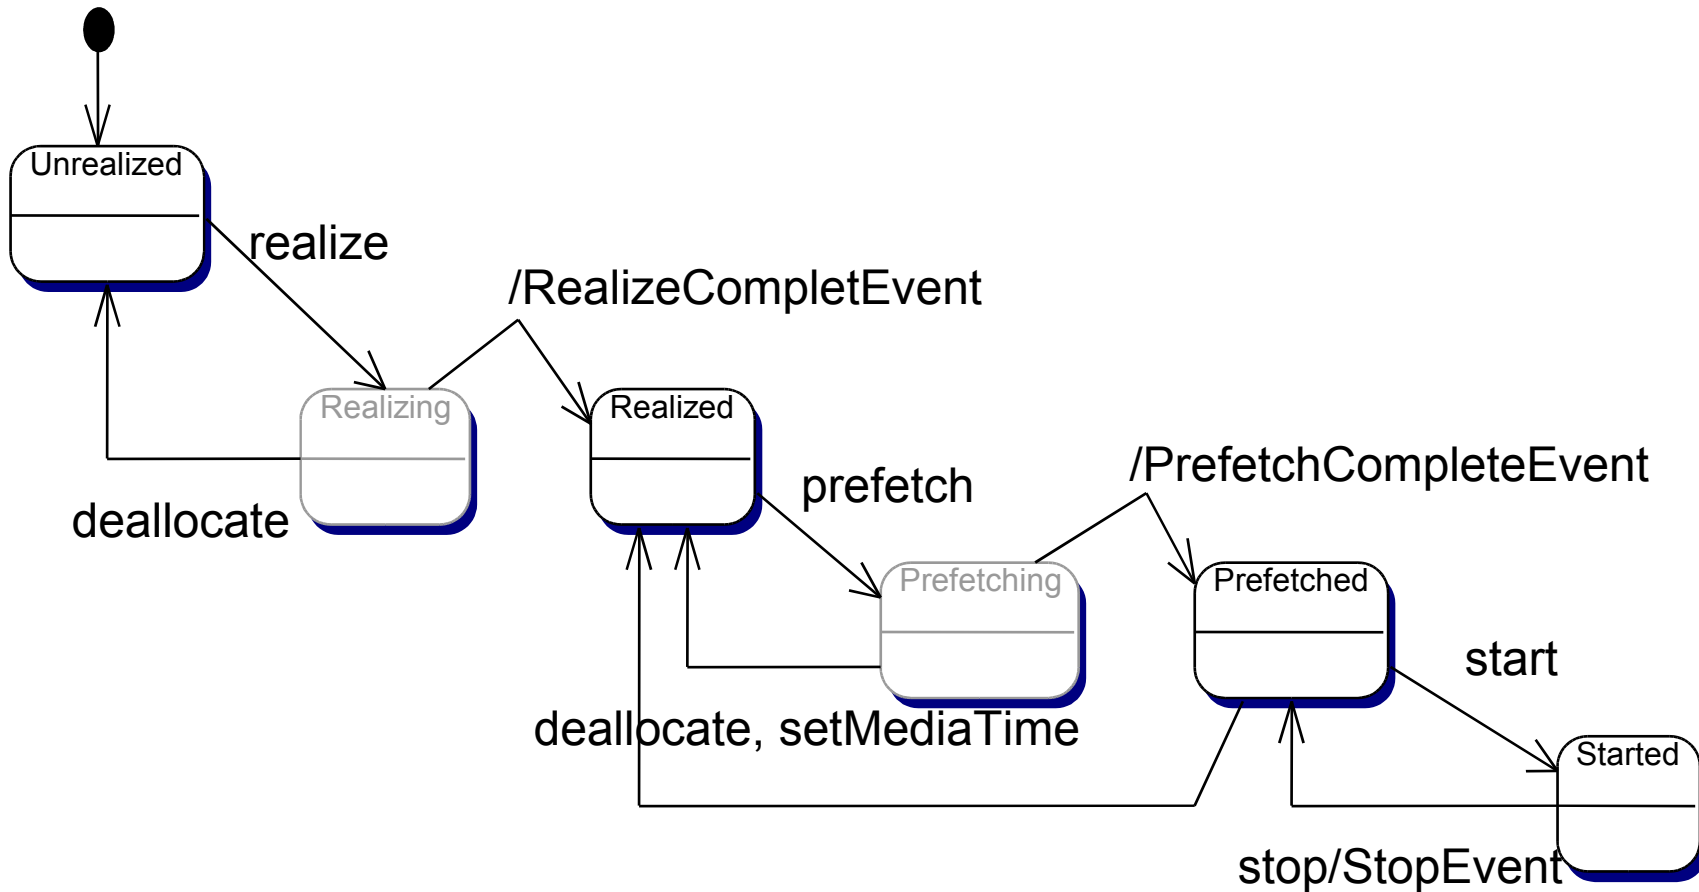 Unrealized
realize
/RealizeCompletEvent
Realizing
Realized
deallocate
prefetch
/PrefetchCompleteEvent
Prefetching
Prefetched
start
deallocate, setMediaTime
Started
stop/StopEvent